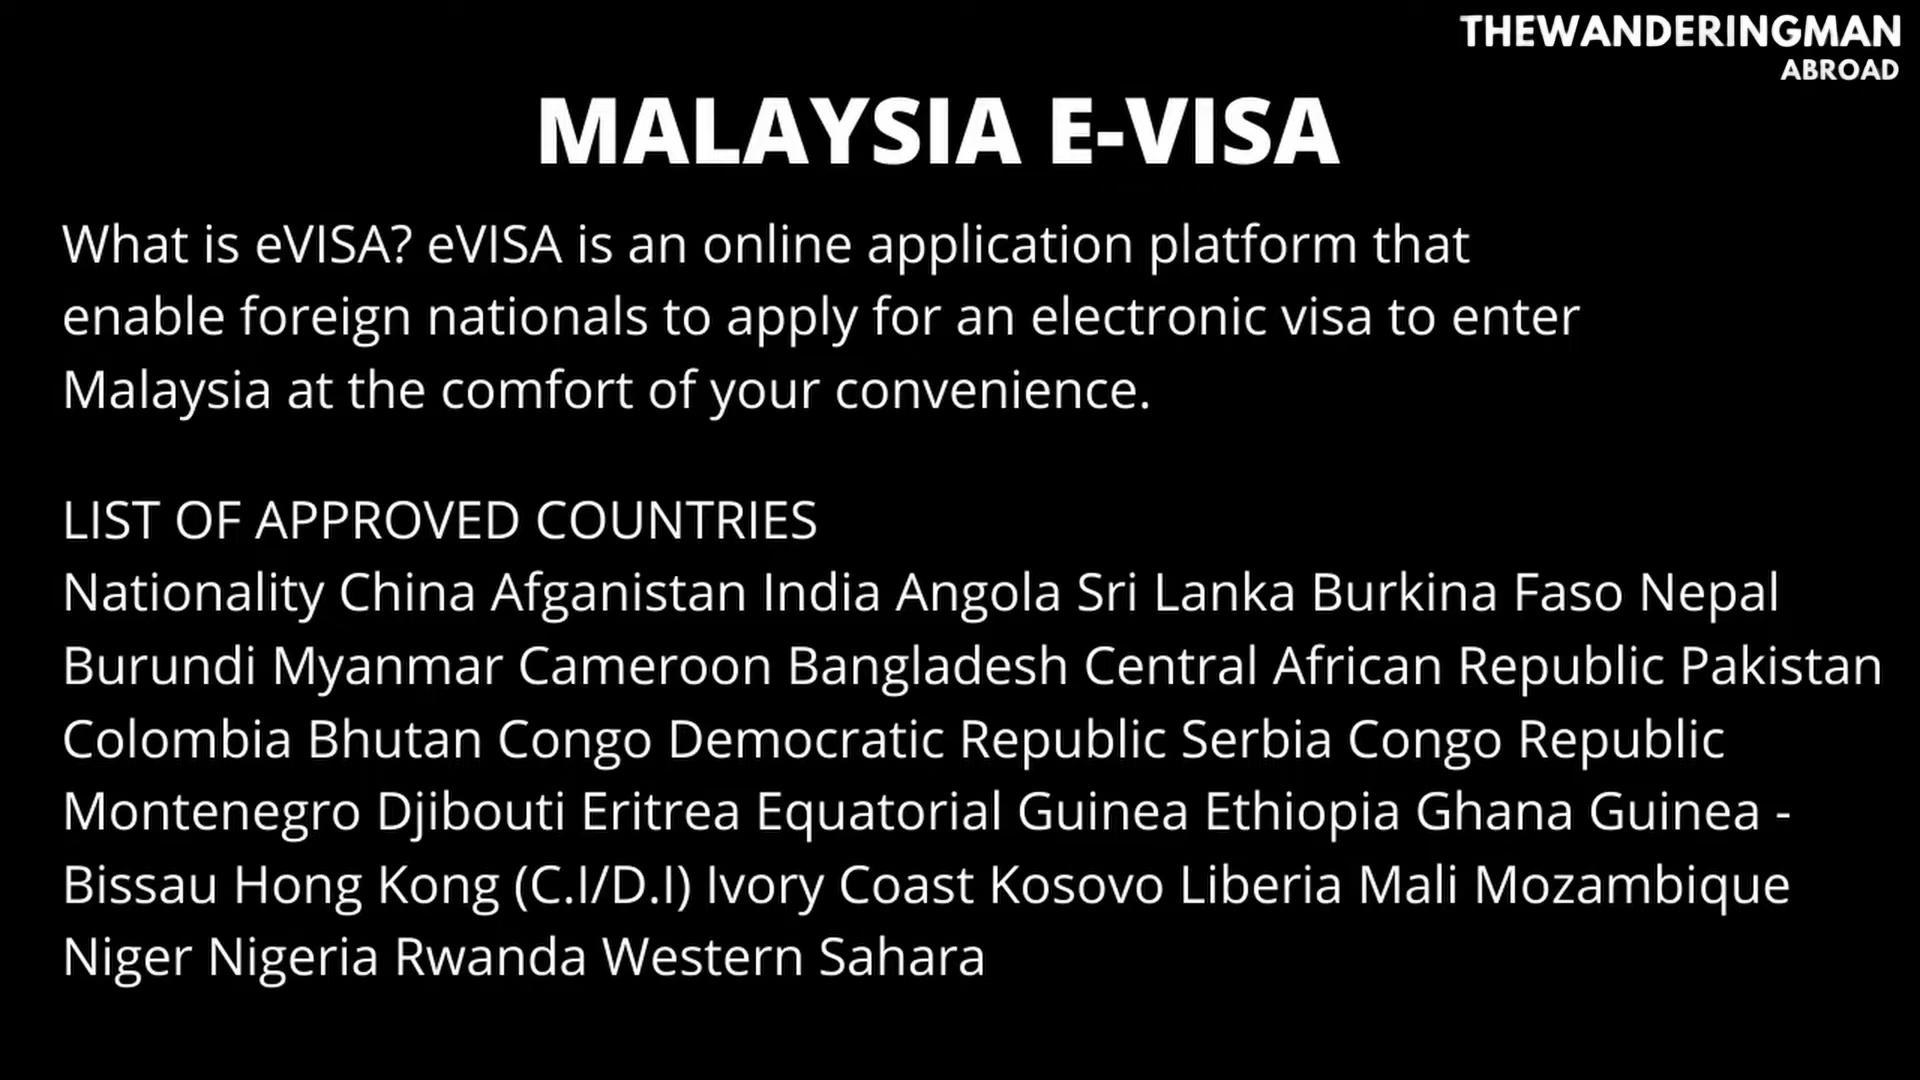 THEWANDERINGMAN
ABROAD
MALAYSIA E-VISA
What is eVISA? eVISA is an online application platform that
enable foreign nationals to apply for an electronic visa to enter
Malaysia at the comfort of your convenience.
LIST OF APPROVED COUNTRIES
Nationality China Afganistan India Angola Sri Lanka Burkina Faso Nepal
Burundi Myanmar Cameroon Bangladesh Central African Republic Pakistan
Colombia Bhutan Congo Democratic Republic Serbia Congo Republic
Montenegro Djibouti Eritrea Equatorial Guinea Ethiopia Ghana Guinea -
Bissau Hong Kong (C.I/D.I) Ivory Coast Kosovo Liberia Mali Mozambique
Niger Nigeria Rwanda Western Sahara